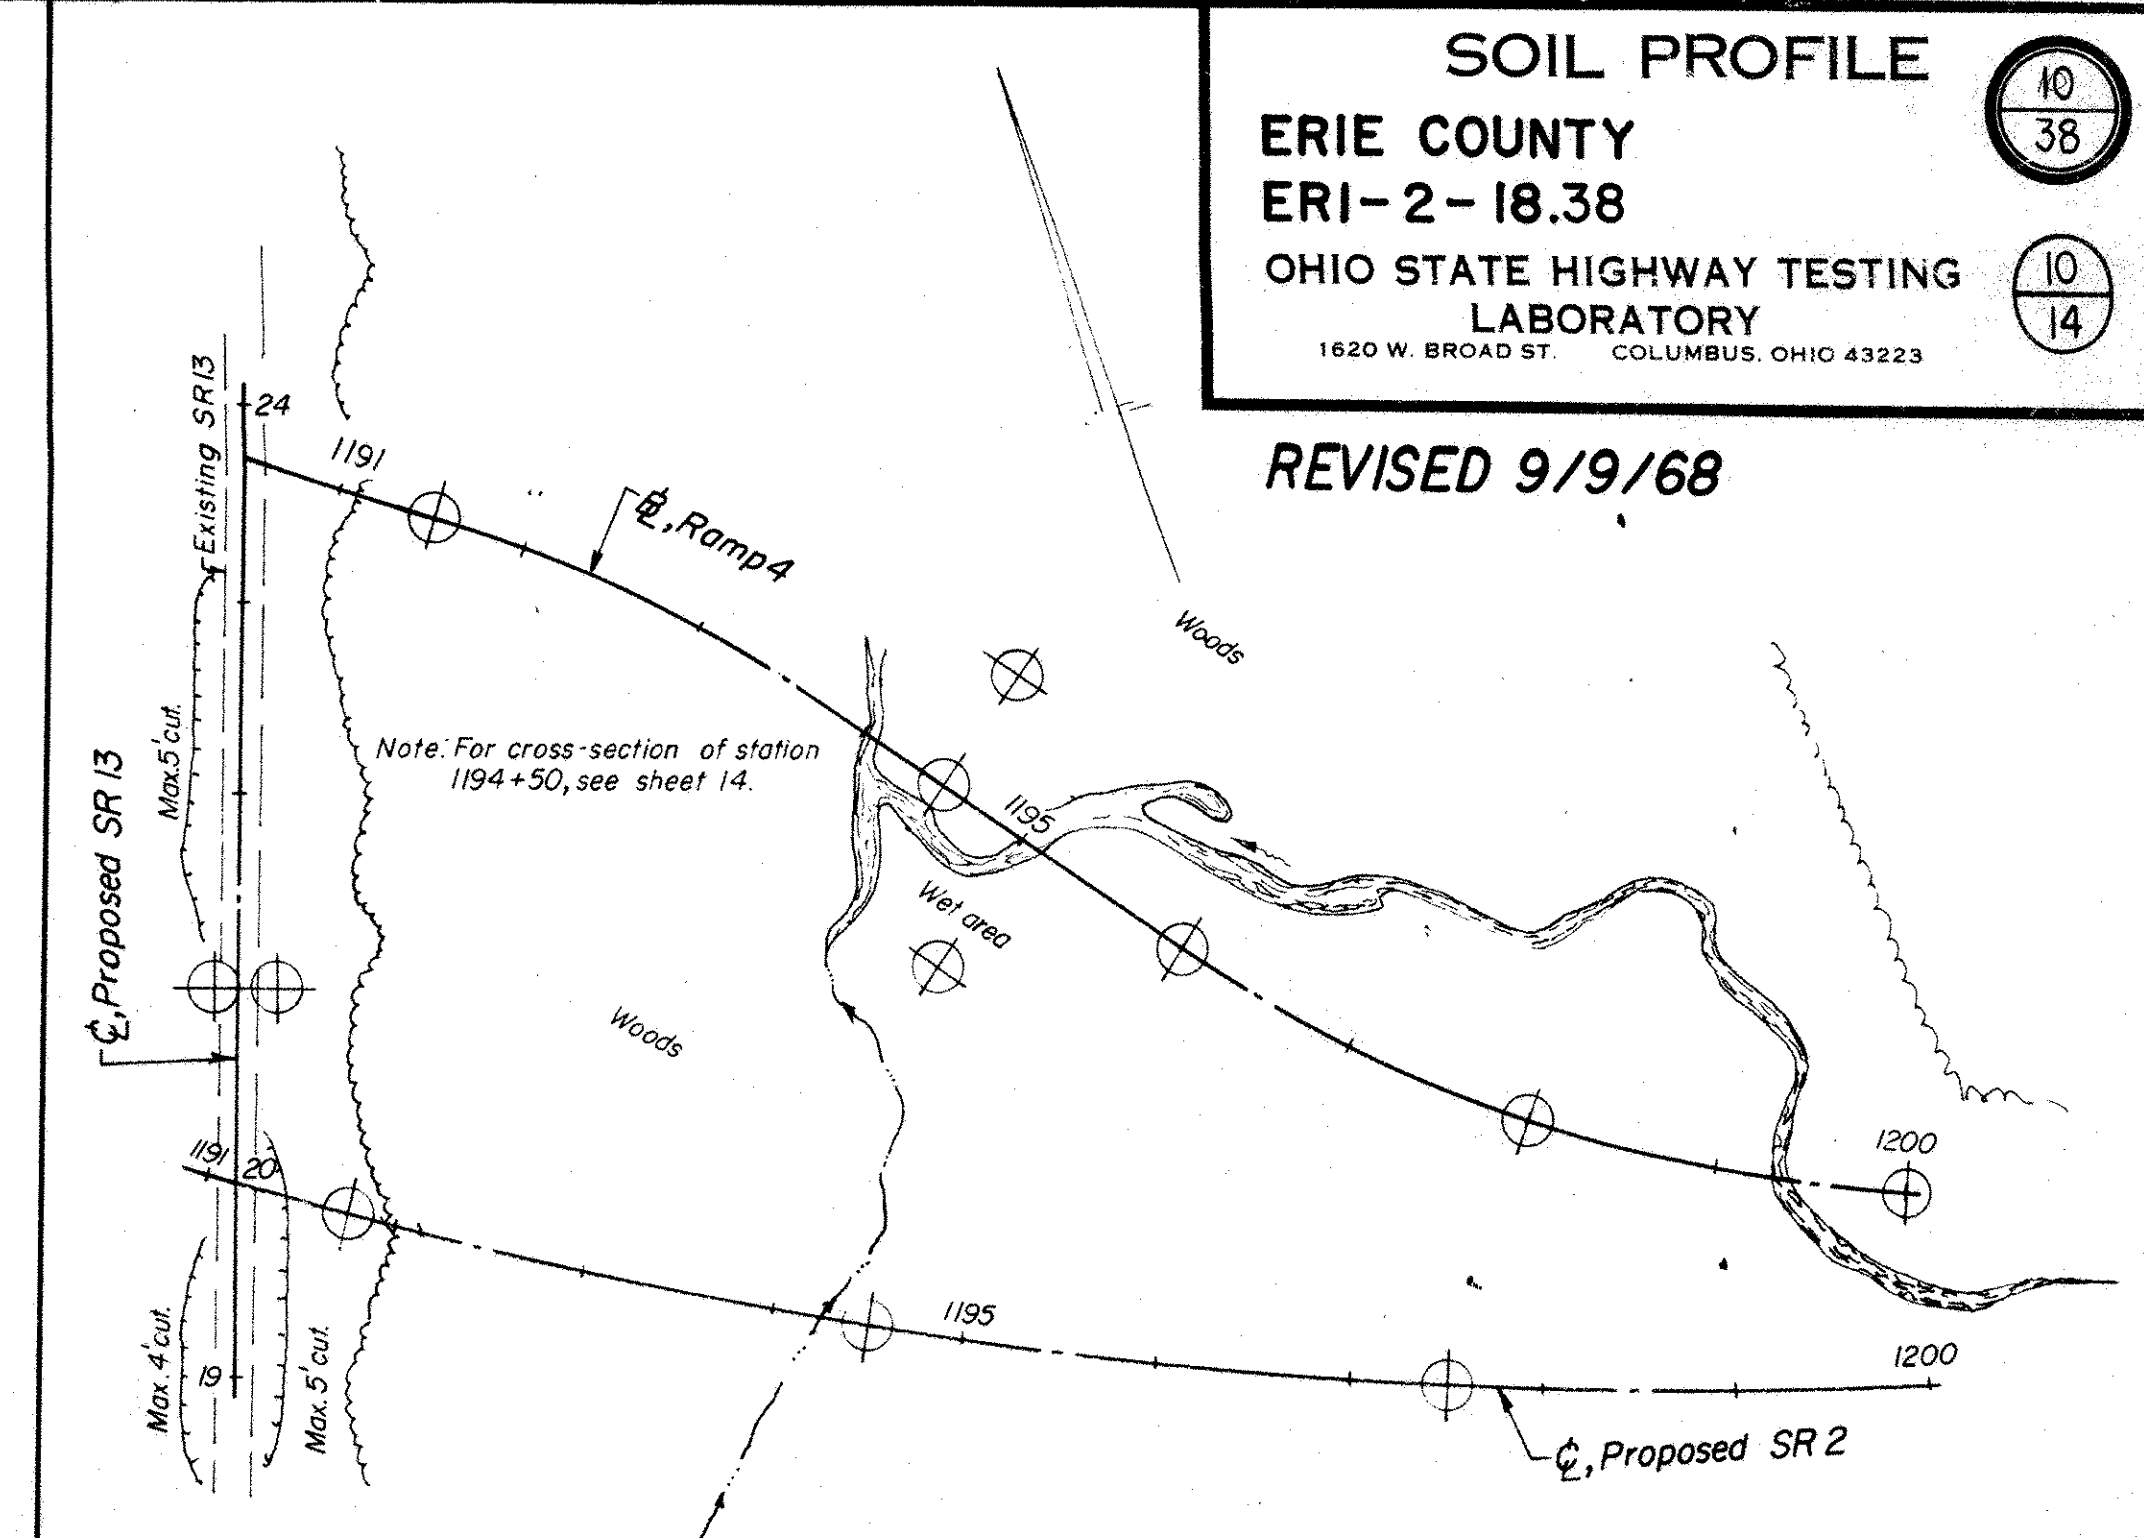 SOIL PROFILE
10
38
ERIE COUNTY
ERI-2-18.38
OHIO STATE HIGHWAY TESTING
LABORATORY
1620 W. BROAD ST. COLUMBUS, OHIO 43223
10
14
REVISED 9/9/68
24
Existing SR13
1191
℄, Ramp 4
Woods
Max. 5' cut.
Note: For cross-section of station
1194+50, see sheet 14.
1195
Wet area
℄, Proposed SR 13
Woods
1191
20
1200
1195
Max. 4' cut.
19
Max. 5' cut.
1200
℄, Proposed SR 2